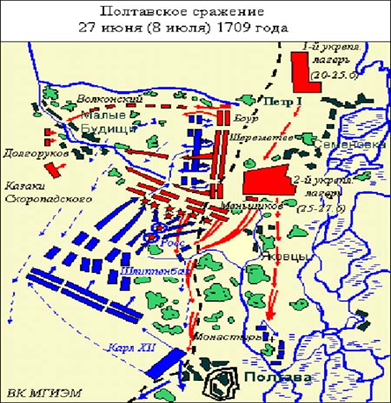 Полтавское сражение
27 июня (8 июля) 1709 года
1-й укрепл.
лагерь
(20-25.6)
Волконский
Петр I
Малые
Будищи
Боур
Шереметев
Семеновка
Долгоруков
Казаки
Скоропадского
2-й укрепл.
лагерь
(25-27.6)
Меньшиков
Росс
Яковцы
Шлиппенбах
Монастырь
Карл XII
Полтава
ВК МГИЭМ